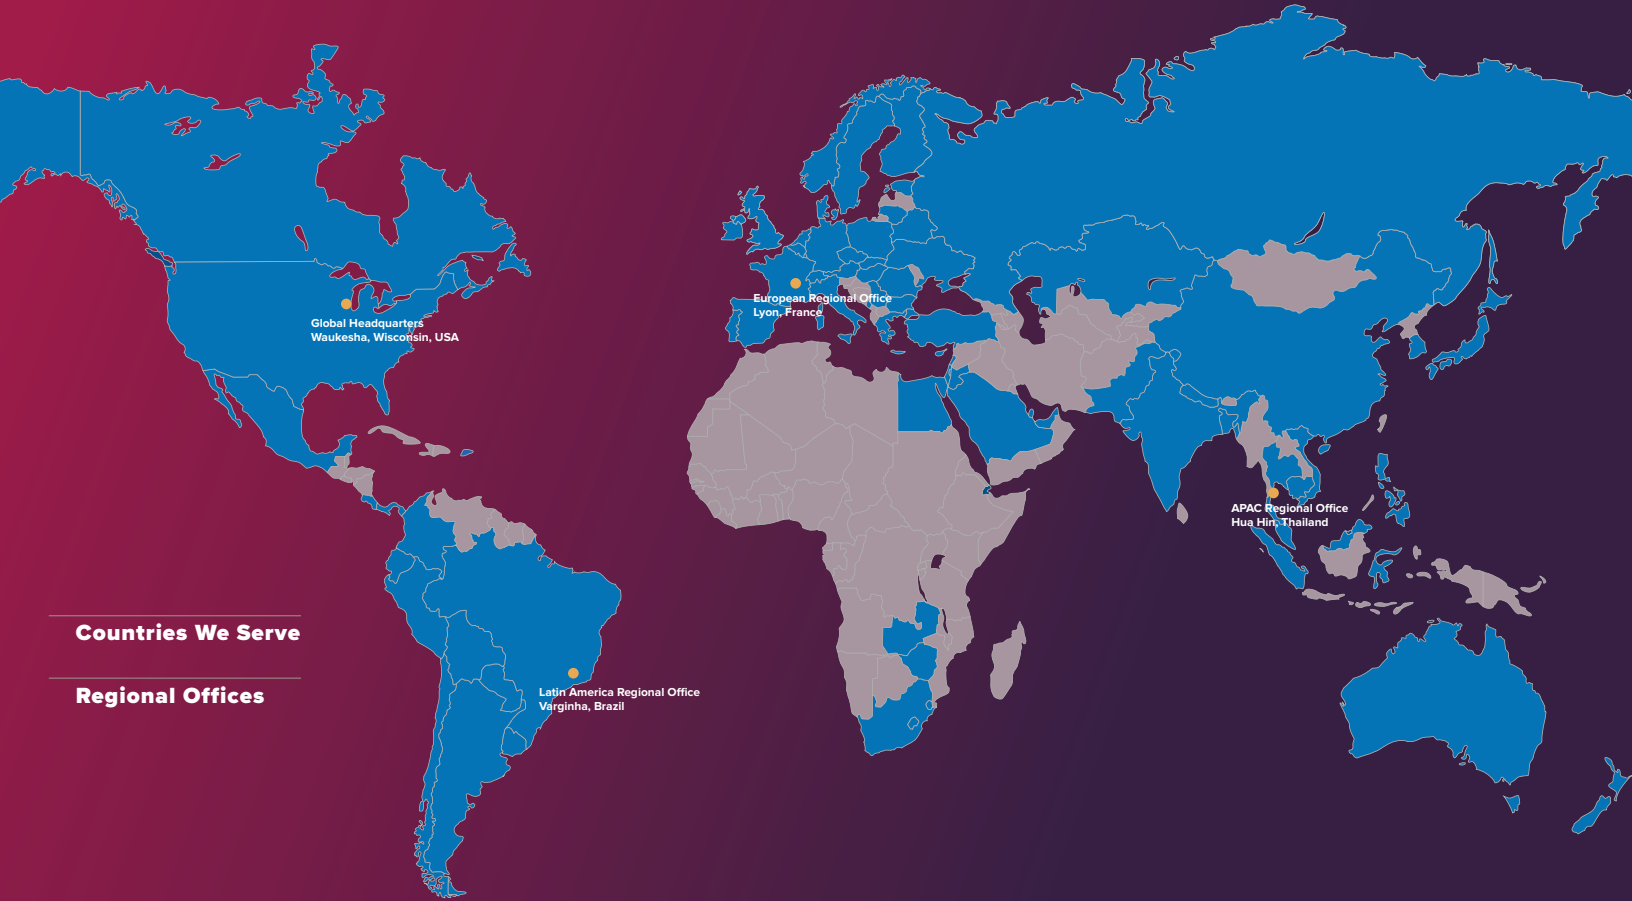 Global Headquarters
Waukesha, Wisconsin, USA
European Regional Office
Lyon, France
APAC Regional Office
Hua Hin, Thailand
Countries We Serve
Regional Offices
Latin America Regional Office
Varginha, Brazil